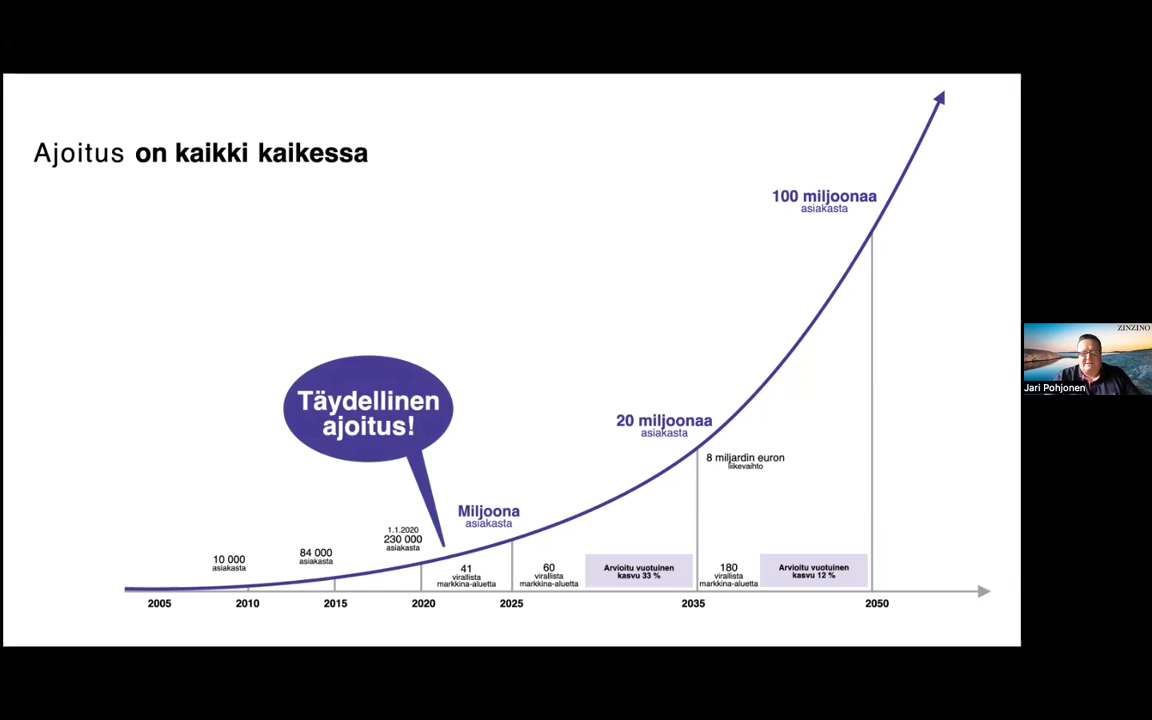 Ajoitus on kaikki kaikessa
100 miljoonaa
asiakasta
Täydellinen
ajoitus!
20 miljoonaa
asiakasta
8 miljardin euron
liikevaihto
Miljoona
asiakasta
1.1.2020
230 000
asiakasta
84 000
asiakasta
10 000
asiakasta
41
virallista
markkina-aluetta
60
virallista
markkina-aluetta
Arvioitu vuotuinen
kasvu 33 %
180
virallista
markkina-aluetta
Arvioitu vuotuinen
kasvu 12 %
2005
2010
2015
2020
2025
2035
2050
ZINZINO
Jari Pohjonen